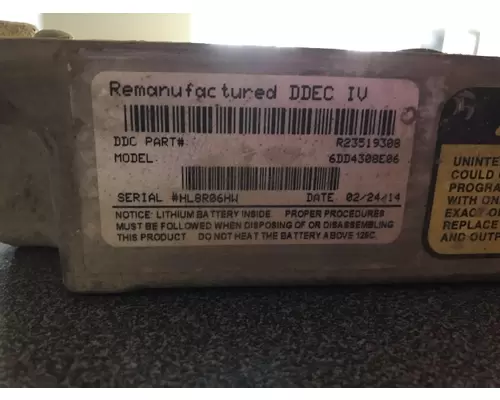 Remanufactured DDEC IV
DDC PART# R23519308
MODEL 6DD4308E06
SERIAL #HL8R06HW DATE 02/24/14
NOTICE: LITHIUM BATTERY INSIDE PROPER PROCEDURES
MUST BE FOLLOWED WHEN DISPOSING OF OR DISASSEMBLING
THIS PRODUCT DO NOT HEAT THE BATTERY ABOVE 125C.
UNINTE
COULD
PROGRA
WITH ON
EXACT
REPLACE
AND OUTP